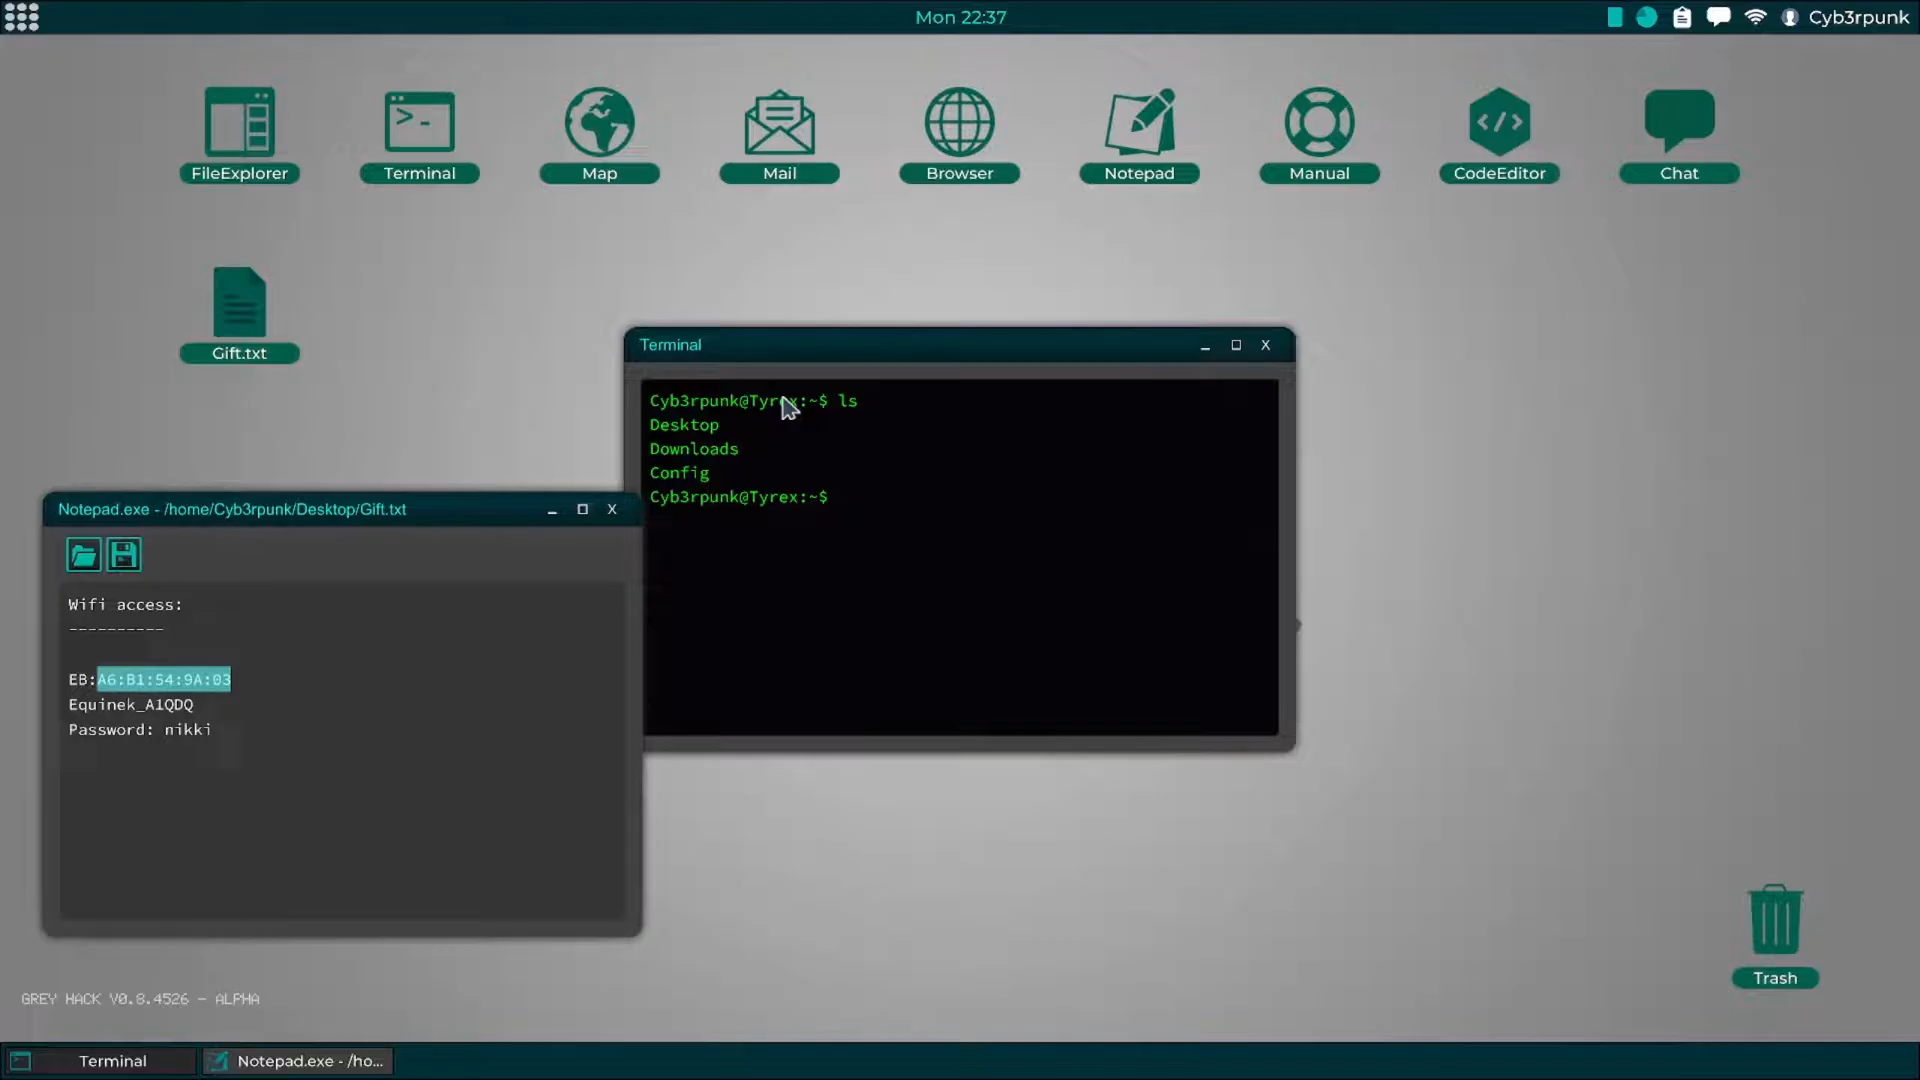 Mon 22:37
Cyb3rpunk
FileExplorer
Terminal
Map
Mail
Browser
Notepad
Manual
CodeEditor
Chat
Gift.txt
Terminal
_ X
Cyb3rpunk@Tyrex:~$ ls
Desktop
Downloads
Config
Cyb3rpunk@Tyrex:~$
Notepad.exe - /home/Cyb3rpunk/Desktop/Gift.txt
_ X
Wifi access:
----------
EB:A6:B1:54:9A:03
Equinek_A1QDQ
Password: nikki
Trash
GREY HACK V0.8.4526 - ALPHA
Terminal
Notepad.exe - /ho...